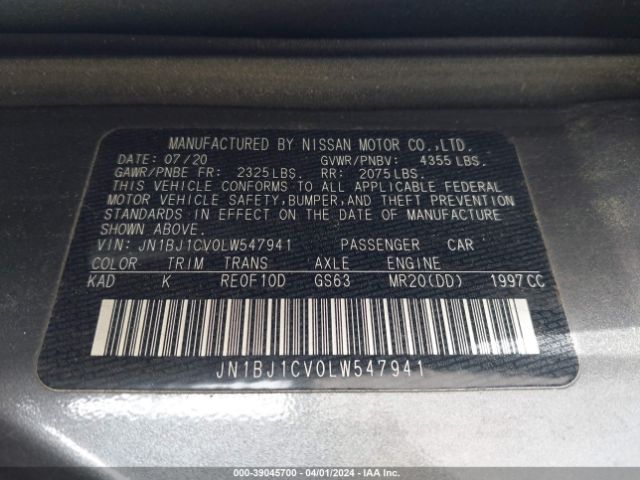 MANUFACTURED BY NISSAN MOTOR CO.,LTD.
DATE: 07/20 GVWR/PNBV: 4355LBS.
GAWR/PNBE FR: 2325LBS. RR: 2075LBS.
THIS VEHICLE CONFORMS TO ALL APPLICABLE FEDERAL
MOTOR VEHICLE SAFETY,BUMPER,AND THEFT PREVENTION
STANDARDS IN EFFECT ON THE DATE OF MANUFACTURE
SHOWN ABOVE.
VIN: JN1BJ1CV0LW547941 PASSENGER CAR
COLOR TRIM TRANS AXLE ENGINE
KAD K RE0F10D GS63 MR20(DD) 1997CC
JN1BJ1CV0LW547941
000-39045700 - 04/01/2024 - IAA Inc.